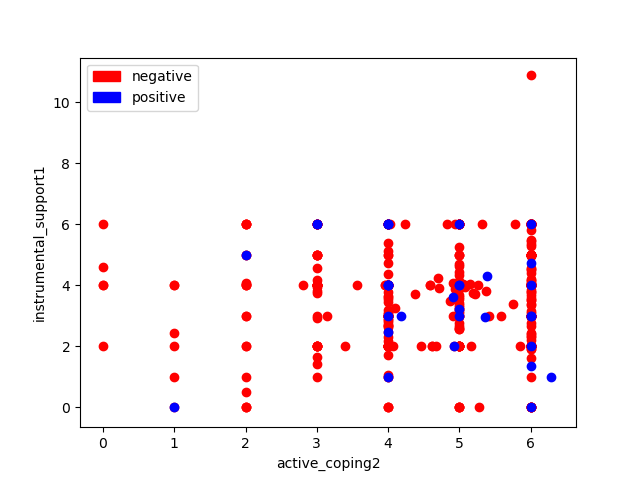 negative
positive
10
8
6
4
2
0
instrumental_support1
0 1 2 3 4 5 6
active_coping2